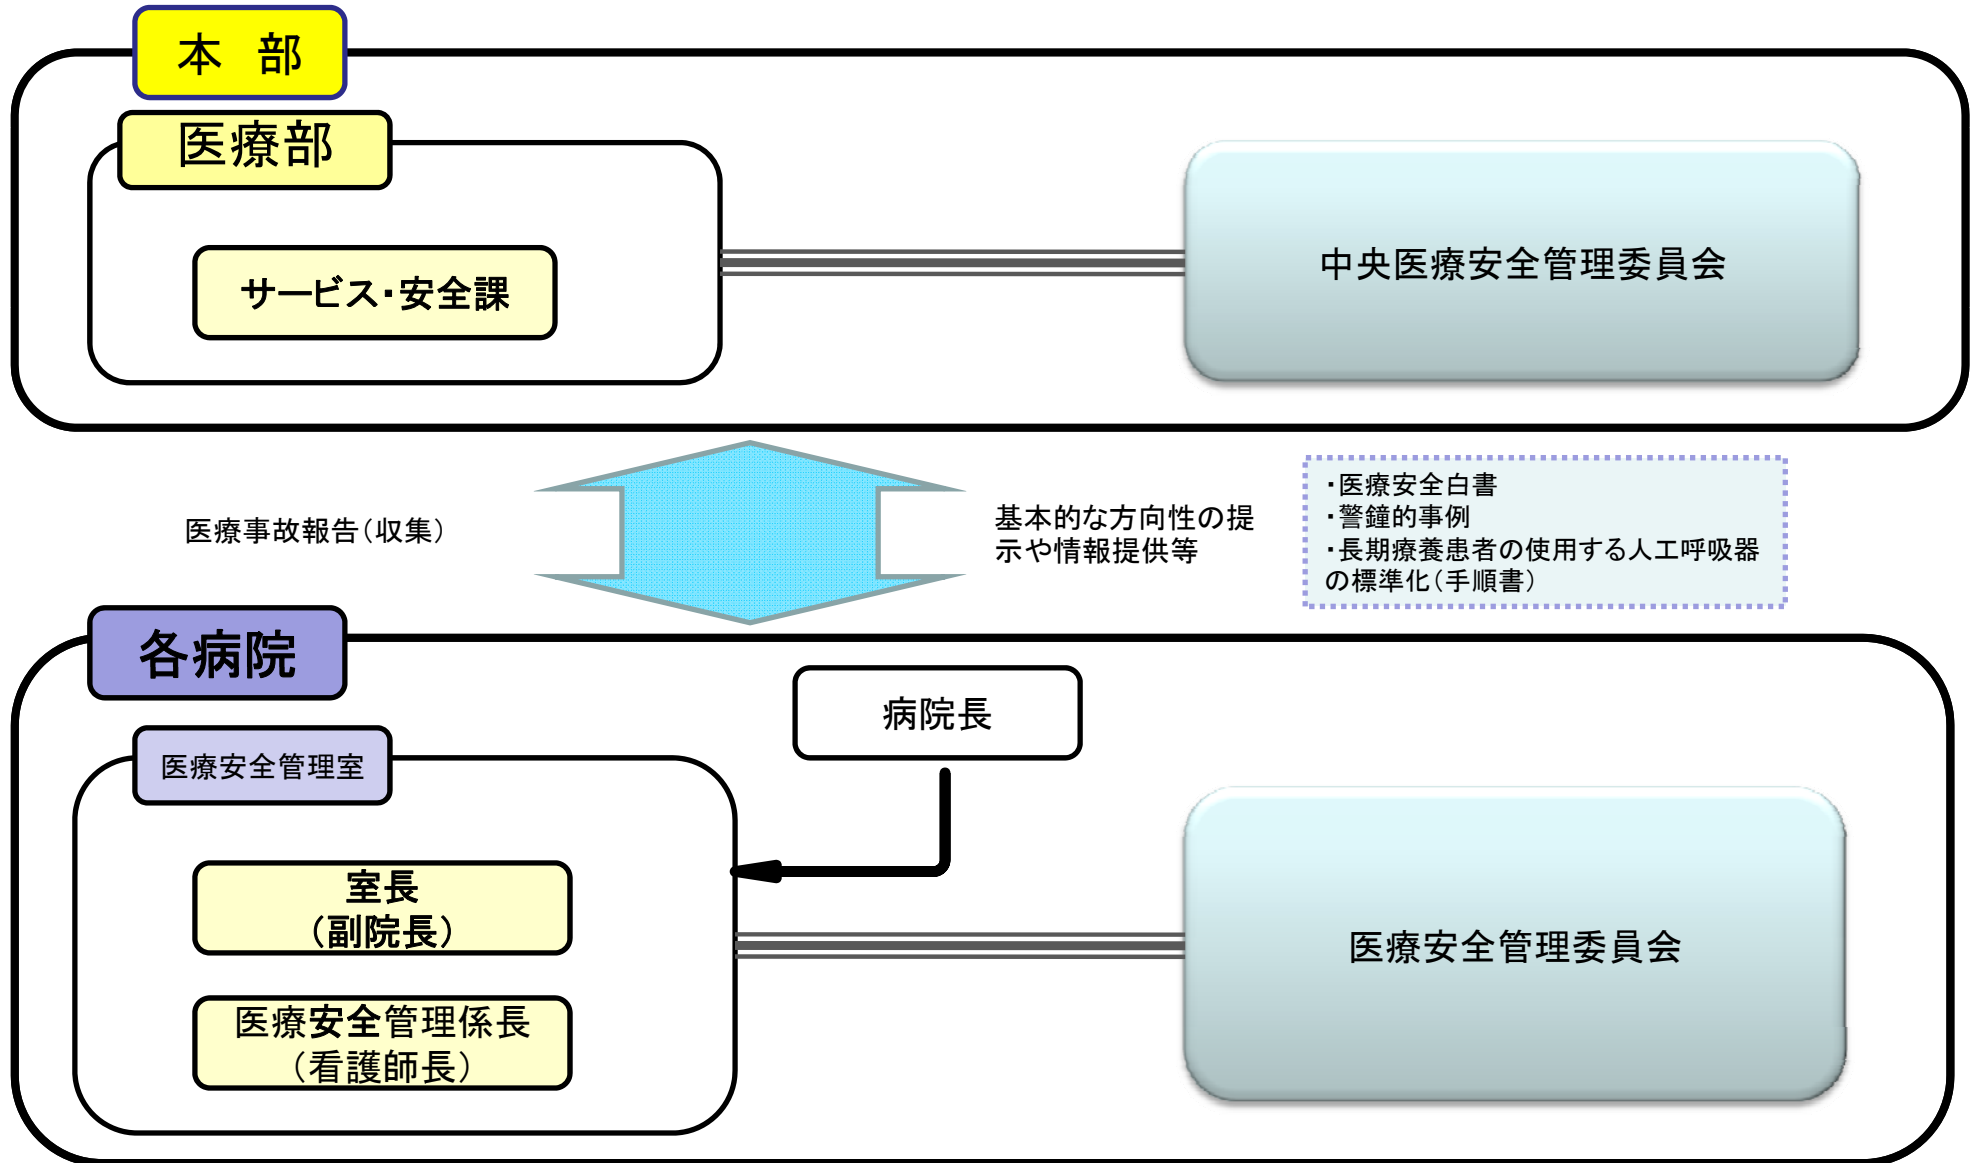 本　部
医療部
サービス・安全課
中央医療安全管理委員会
医療事故報告（収集）
基本的な方向性の提
示や情報提供等
・医療安全白書
・警鐘的事例
・長期療養患者の使用する人工呼吸器
の標準化（手順書）
各病院
病院長
医療安全管理室
室長
（副院長）
医療安全管理係長
（看護師長）
医療安全管理委員会